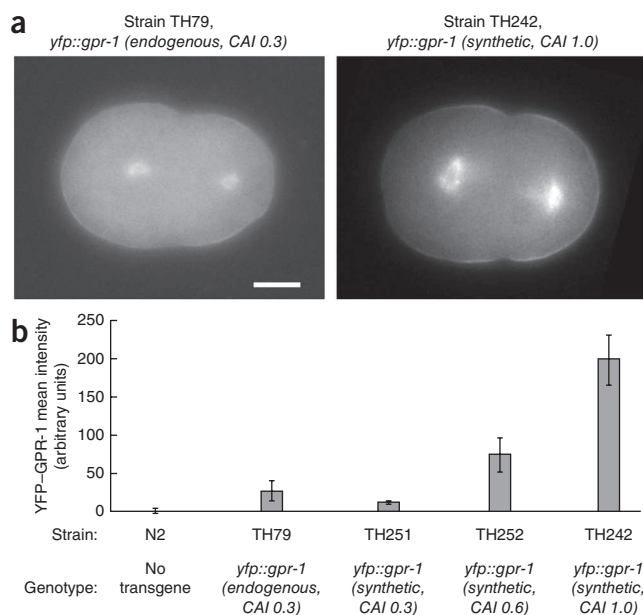 a
Strain TH79,
yfp::gpr-1 (endogenous, CAI 0.3)
Strain TH242,
yfp::gpr-1 (synthetic, CAI 1.0)
b
YFP–GPR-1 mean intensity
(arbitrary units)
250
200
150
100
50
0
Strain: N2 TH79 TH251 TH252 TH242
Genotype:
No
transgene
yfp::gpr-1
(endogenous,
CAI 0.3)
yfp::gpr-1
(synthetic,
CAI 0.3)
yfp::gpr-1
(synthetic,
CAI 0.6)
yfp::gpr-1
(synthetic,
CAI 1.0)